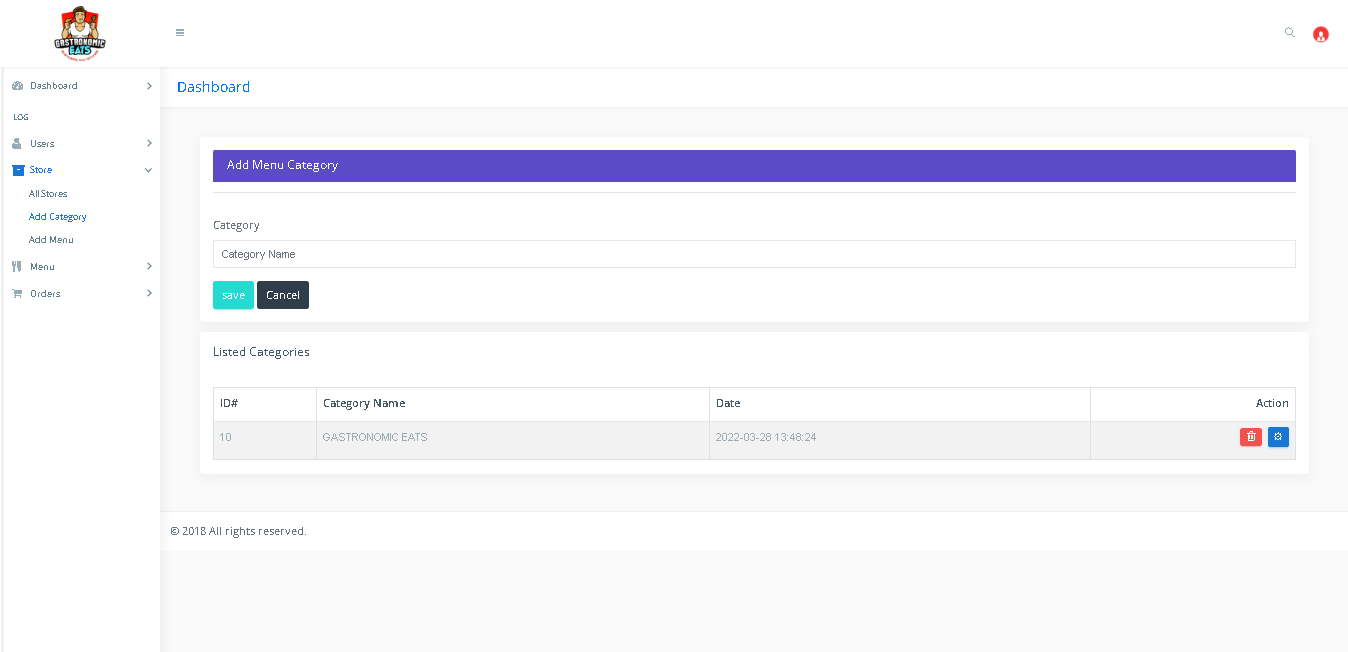 GASTRONOMIC
EATS
Dashboard
LOG
Users
Store
All Stores
Add Category
Add Menu
Menu
Orders
Dashboard
Add Menu Category
Category
Category Name
save Cancel
Listed Categories
ID# Category Name Date Action
10 GASTRONOMIC EATS 2022-03-28 13:48:24
© 2018 All rights reserved.